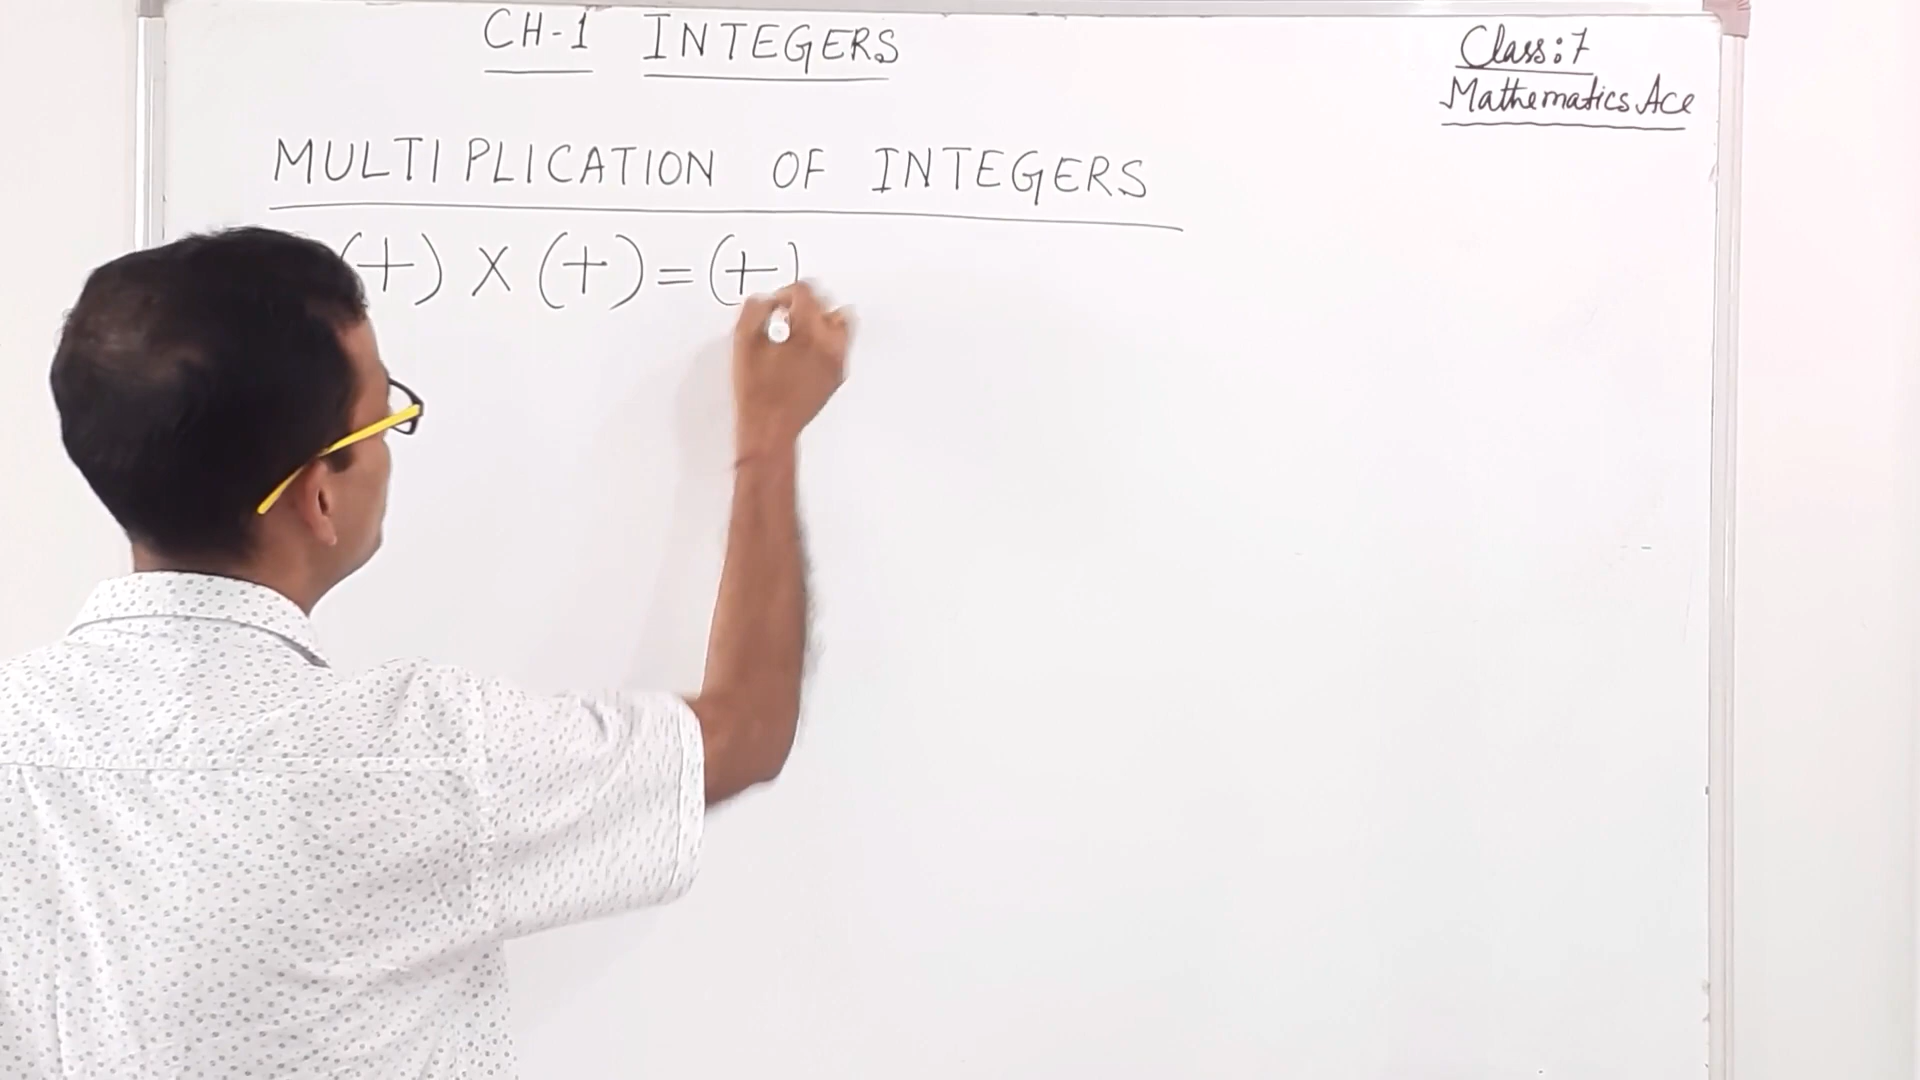 CH-1 INTEGERS
Class:7
Mathematics Ace
MULTIPLICATION OF INTEGERS
(+) X (+) = (+)